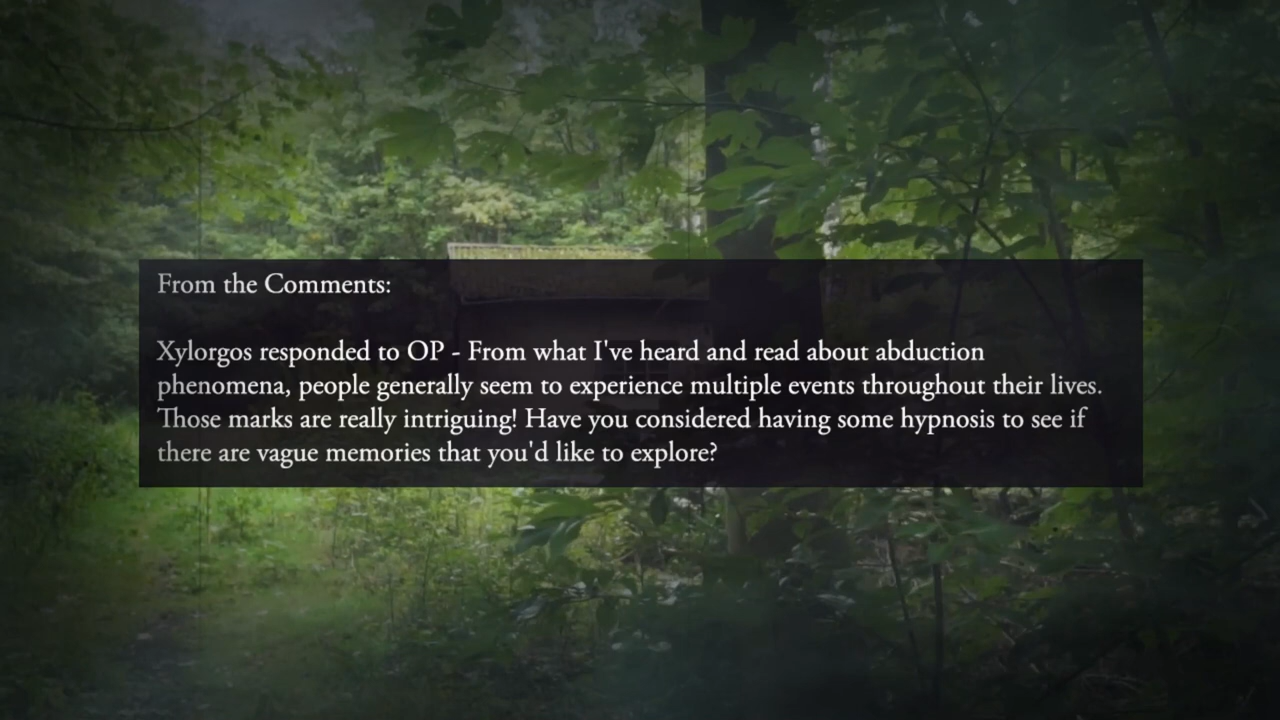 From the Comments:
Xylorgos responded to OP - From what I've heard and read about abduction
phenomena, people generally seem to experience multiple events throughout their lives.
Those marks are really intriguing! Have you considered having some hypnosis to see if
there are vague memories that you'd like to explore?